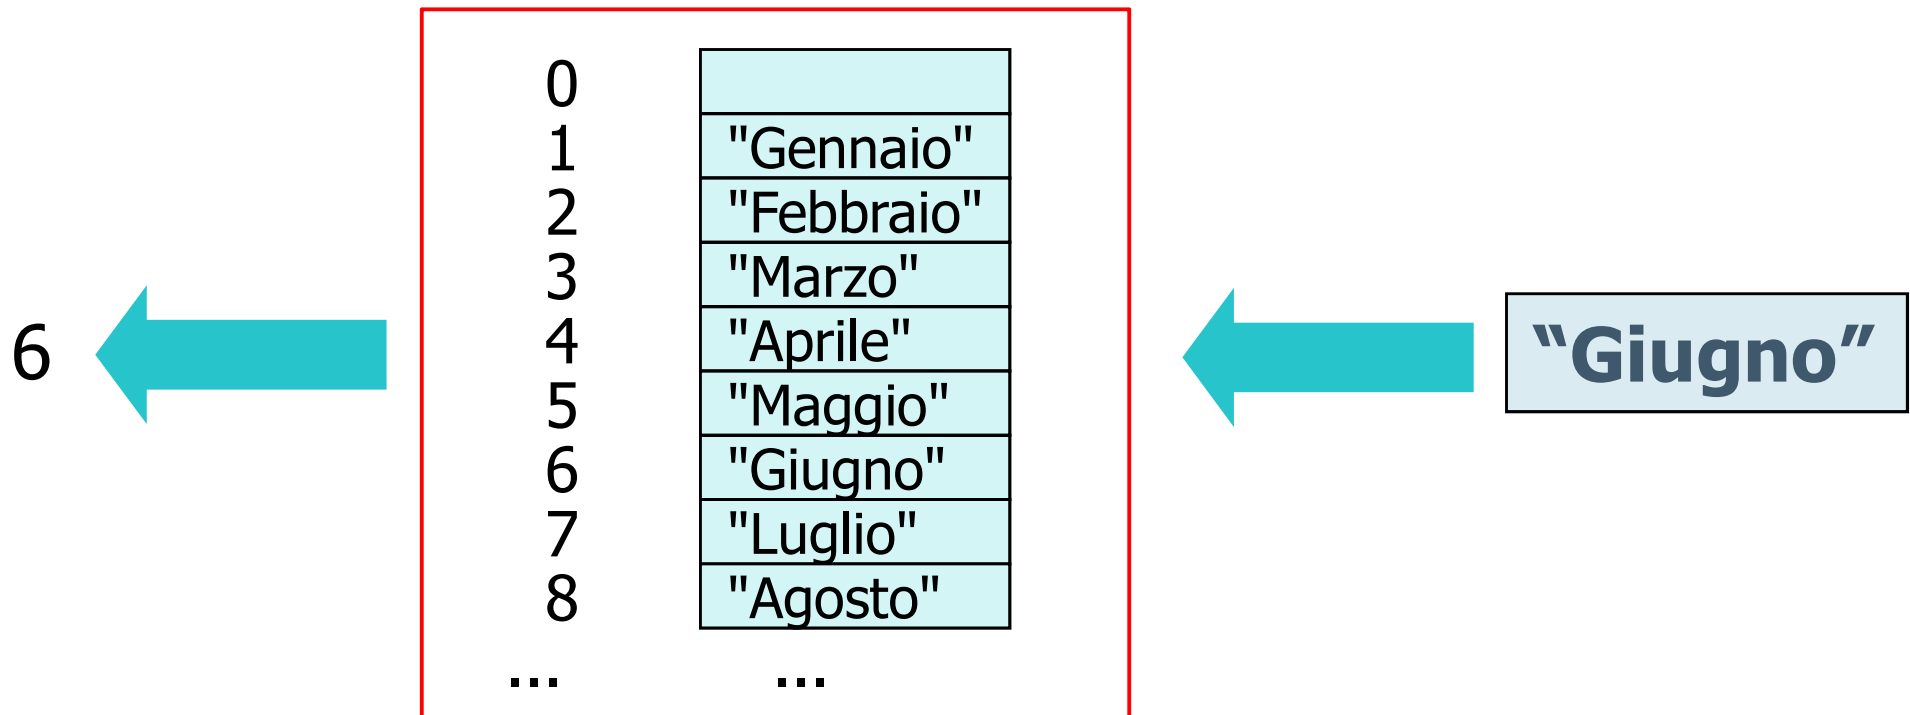 0
1 "Gennaio"
2 "Febbraio"
3 "Marzo"
4 "Aprile"
5 "Maggio"
6 "Giugno"
7 "Luglio"
8 "Agosto"
... ...
6
“Giugno”